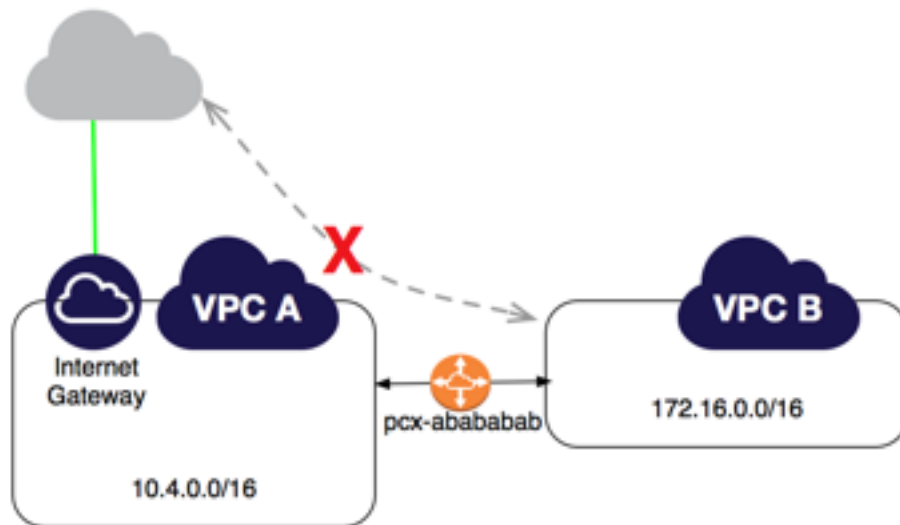 X
VPC A
VPC B
Internet
Gateway
pcx-abababab
172.16.0.0/16
10.4.0.0/16